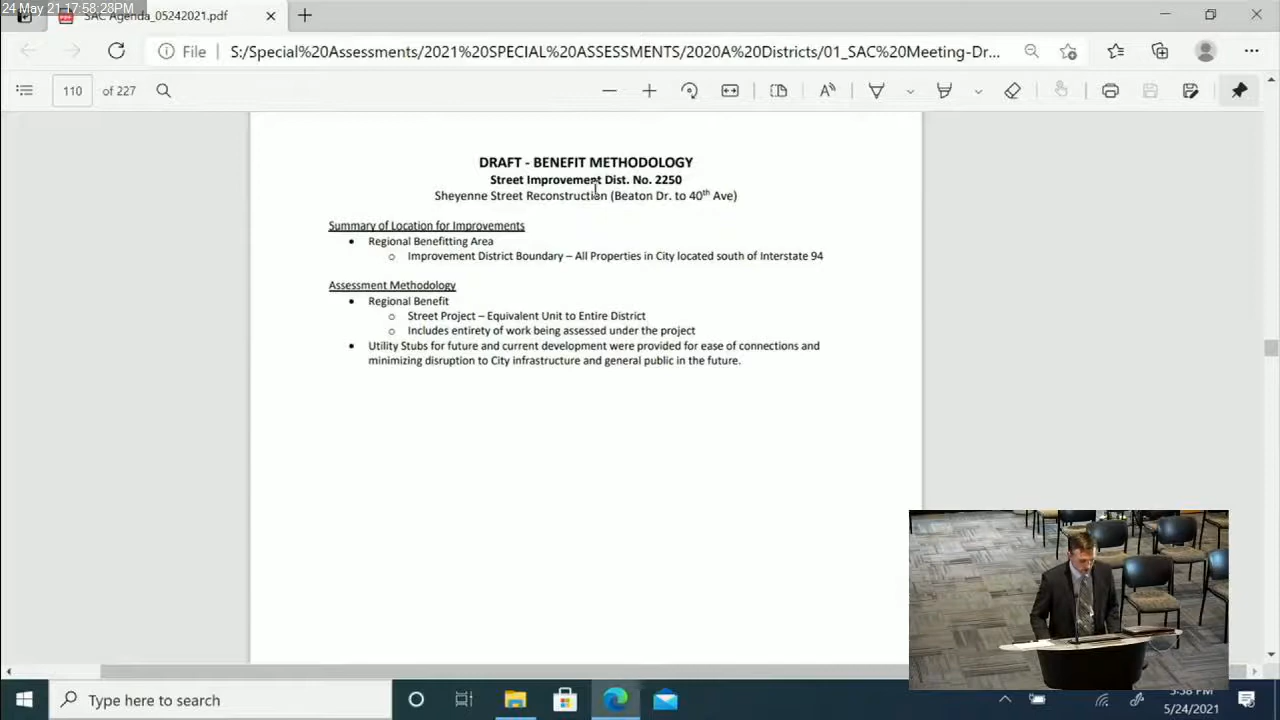 24 May 21 17:58:28PM
SAC Agenda_05242021.pdf
File
S:/Special%20Assessments/2021%20SPECIAL%20ASSESSMENTS/2020A%20Districts/01_SAC%20Meeting-Dr...
110 of 227
DRAFT - BENEFIT METHODOLOGY
Street Improvement Dist. No. 2250
Sheyenne Street Reconstruction (Beaton Dr. to 40th Ave)
Summary of Location for Improvements
• Regional Benefitting Area
○ Improvement District Boundary – All Properties in City located south of Interstate 94
Assessment Methodology
• Regional Benefit
○ Street Project – Equivalent Unit to Entire District
○ Includes entirety of work being assessed under the project
• Utility Stubs for future and current development were provided for ease of connections and
minimizing disruption to City infrastructure and general public in the future.
Type here to search
5/24/2021